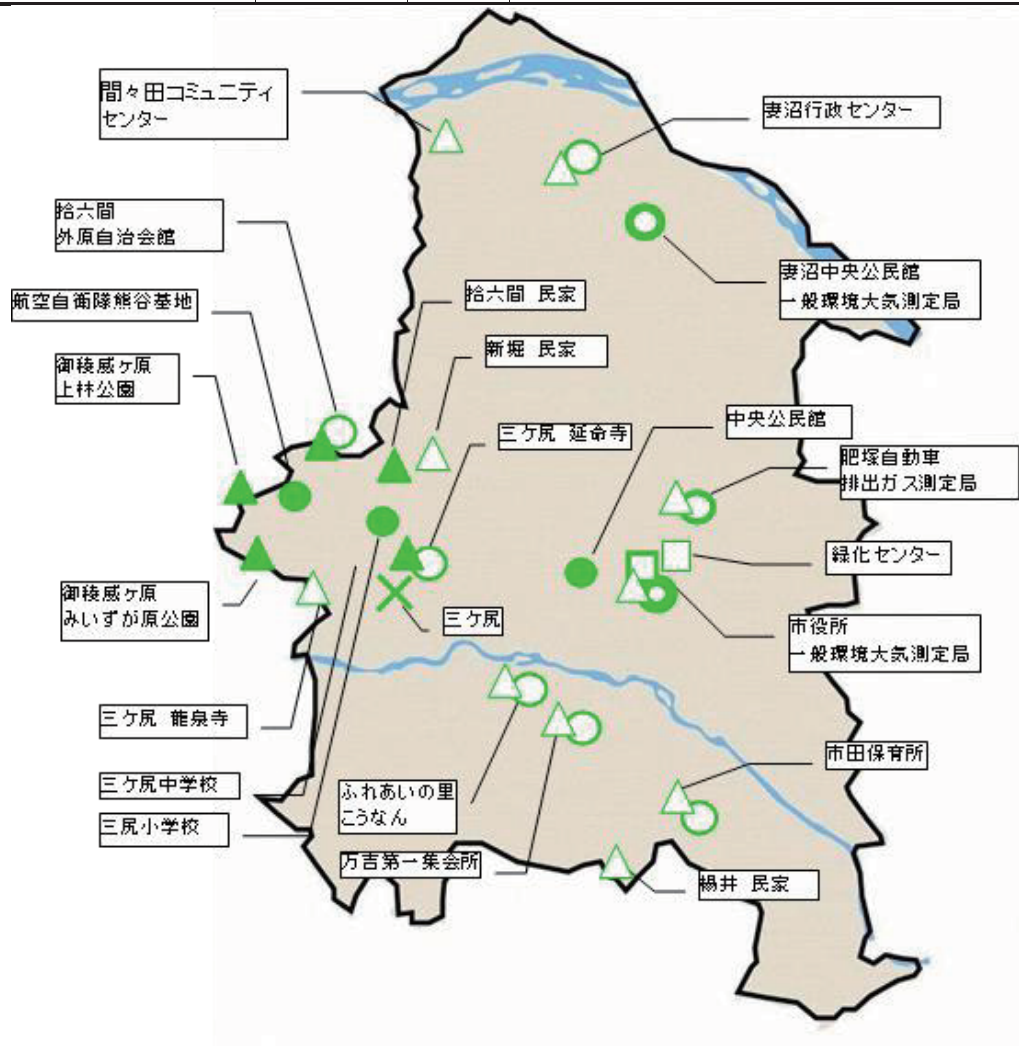 間々田コミュニティ
センター
妻沼行政センター
拾六間
外原自治会館
妻沼中央公民館
一般環境大気測定局
航空自衛隊熊谷基地
拾六間 民家
新堀 民家
御稜威ヶ原
上林公園
中央公民館
三ケ尻 延命寺
肥塚自動車
排出ガス測定局
緑化センター
御稜威ヶ原
みいずが原公園
三ケ尻
市役所
一般環境大気測定局
三ケ尻 龍泉寺
市田保育所
三ケ尻中学校
ふれあいの里
こうなん
三尻小学校
万吉第一集会所
楊井 民家